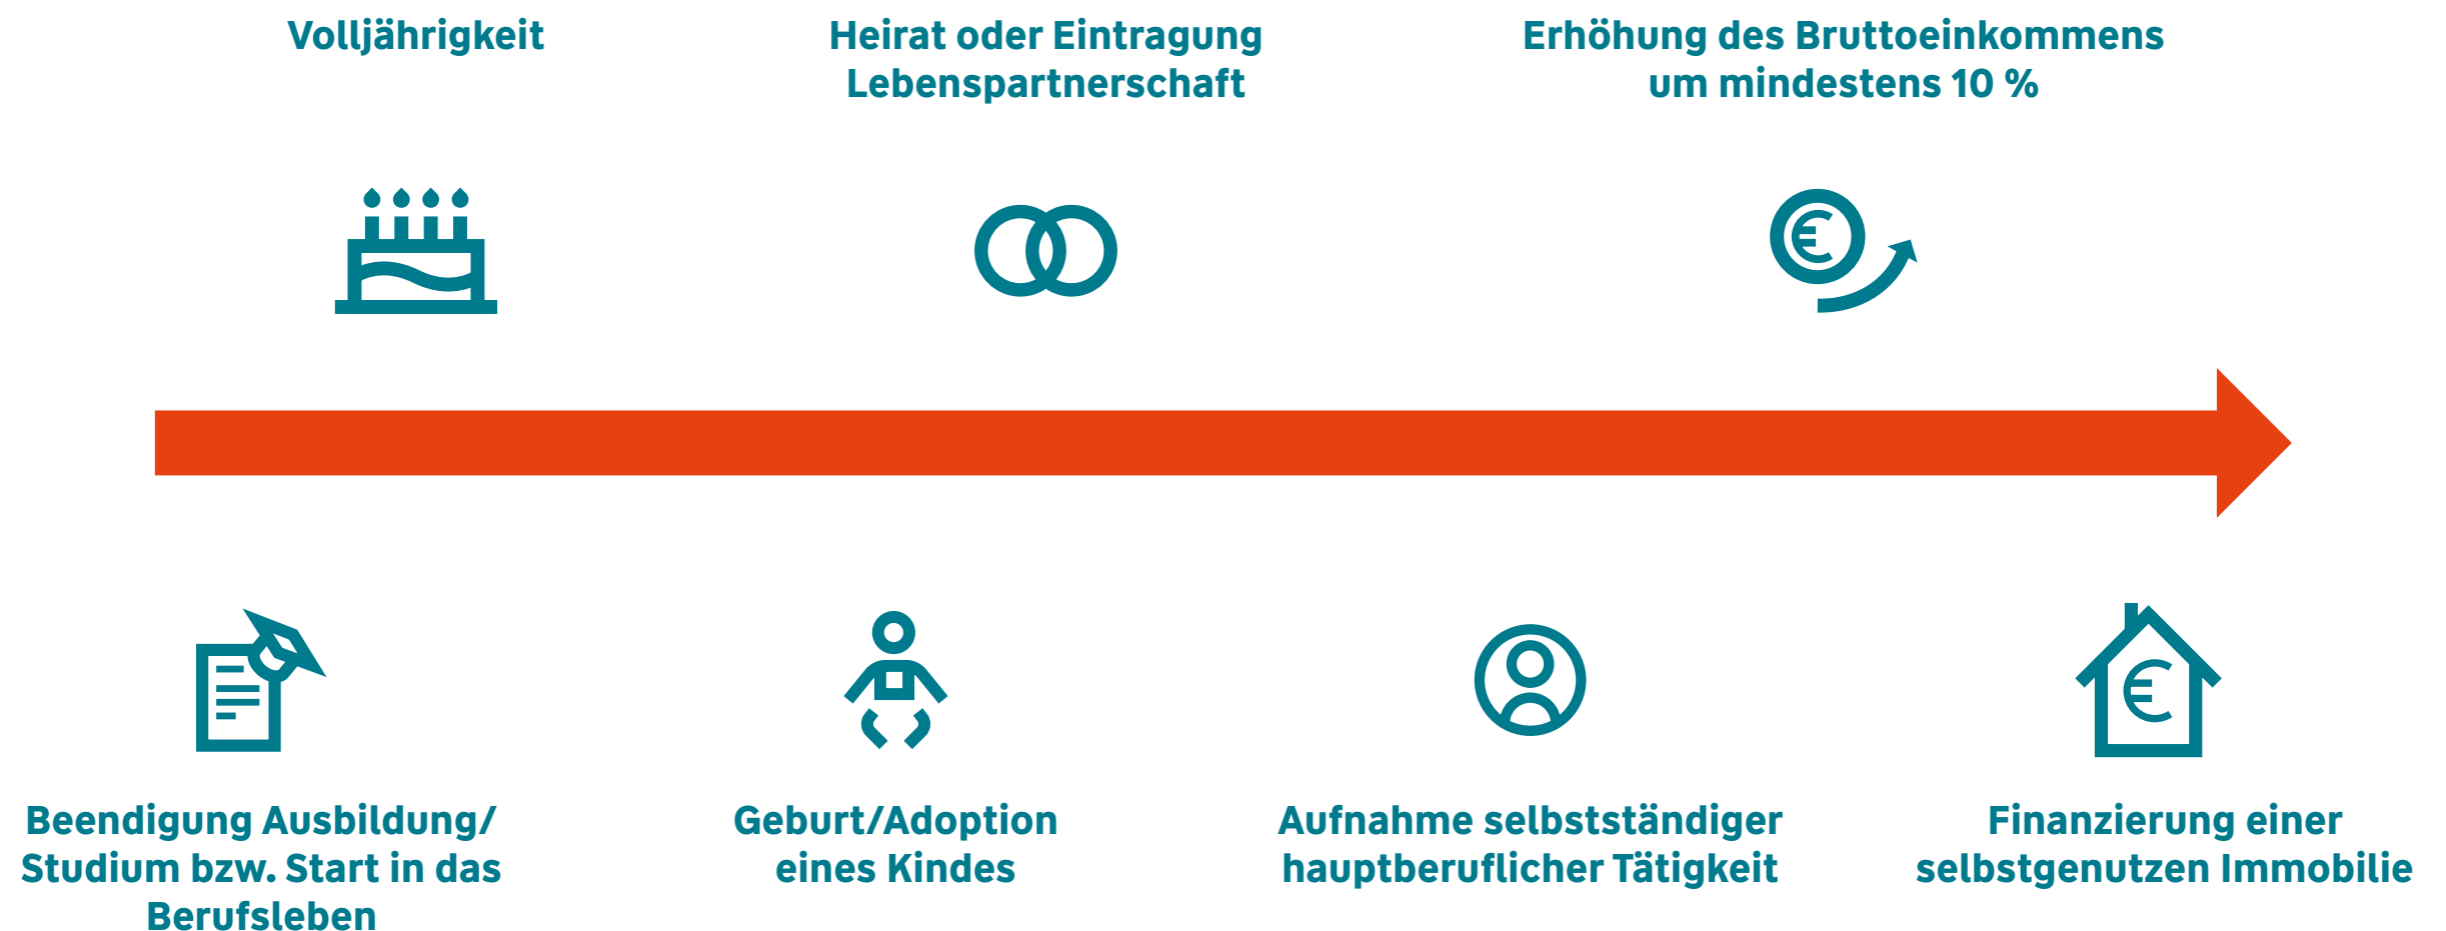 Volljährigkeit
Heirat oder Eintragung
Lebenspartnerschaft
Erhöhung des Bruttoeinkommens
um mindestens 10 %
€
Beendigung Ausbildung/
Studium bzw. Start in das
Berufsleben
Geburt/Adoption
eines Kindes
Aufnahme selbstständiger
hauptberuflicher Tätigkeit
€
Finanzierung einer
selbstgenutzen Immobilie